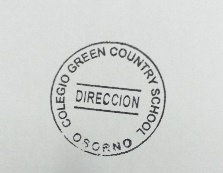 COLEGIO GREEN COUNTRY SCHOOL
DIRECCION
OSORNO